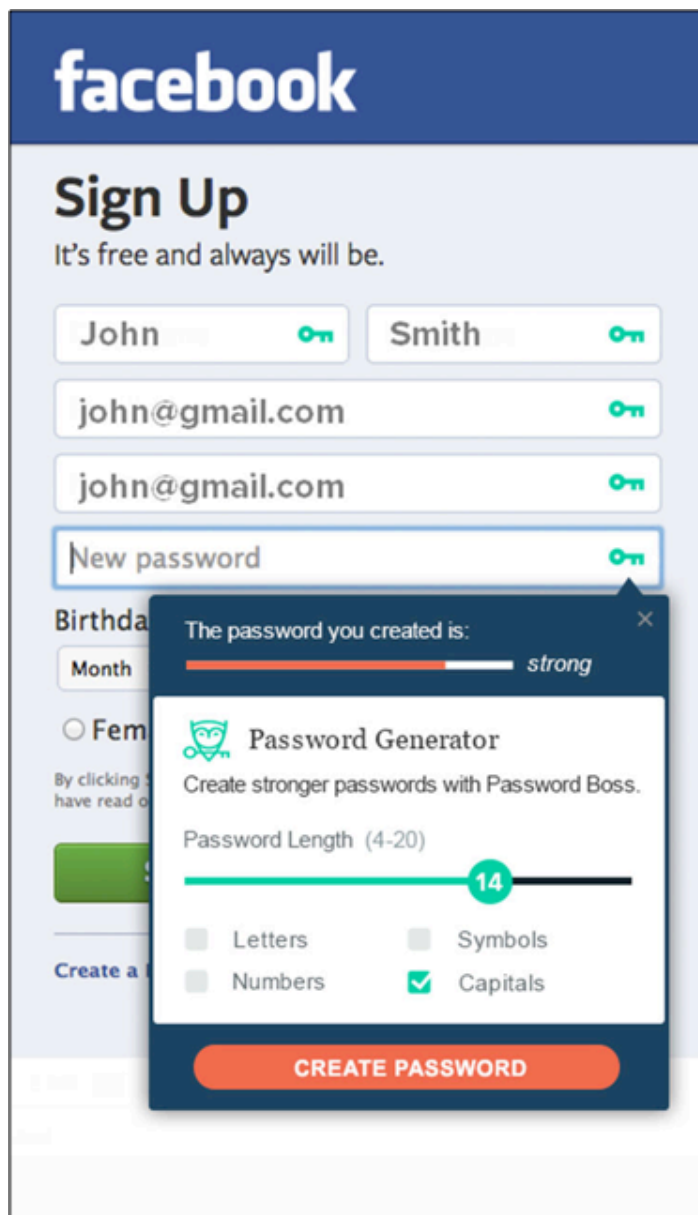 facebook
Sign Up
It's free and always will be.
John Smith
john@gmail.com
john@gmail.com
New password
Birthda
The password you created is:
strong
Month
Fem
Password Generator
By clicking
have read o
Create stronger passwords with Password Boss.
Password Length (4-20)
14
Letters Symbols
Numbers Capitals
Create a
CREATE PASSWORD